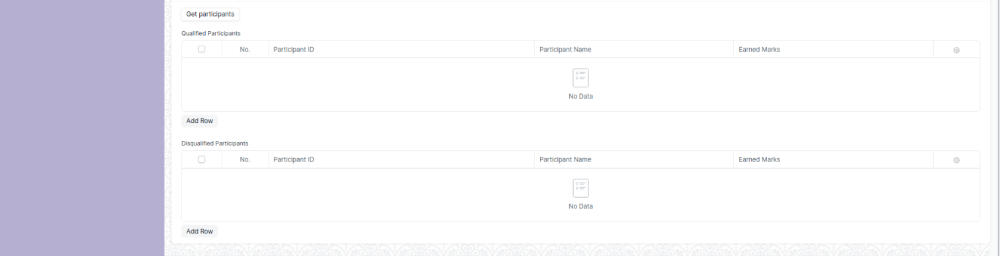 Get participants
Qualified Participants
No. Participant ID Participant Name Earned Marks
No Data
Add Row
Disqualified Participants
No. Participant ID Participant Name Earned Marks
No Data
Add Row